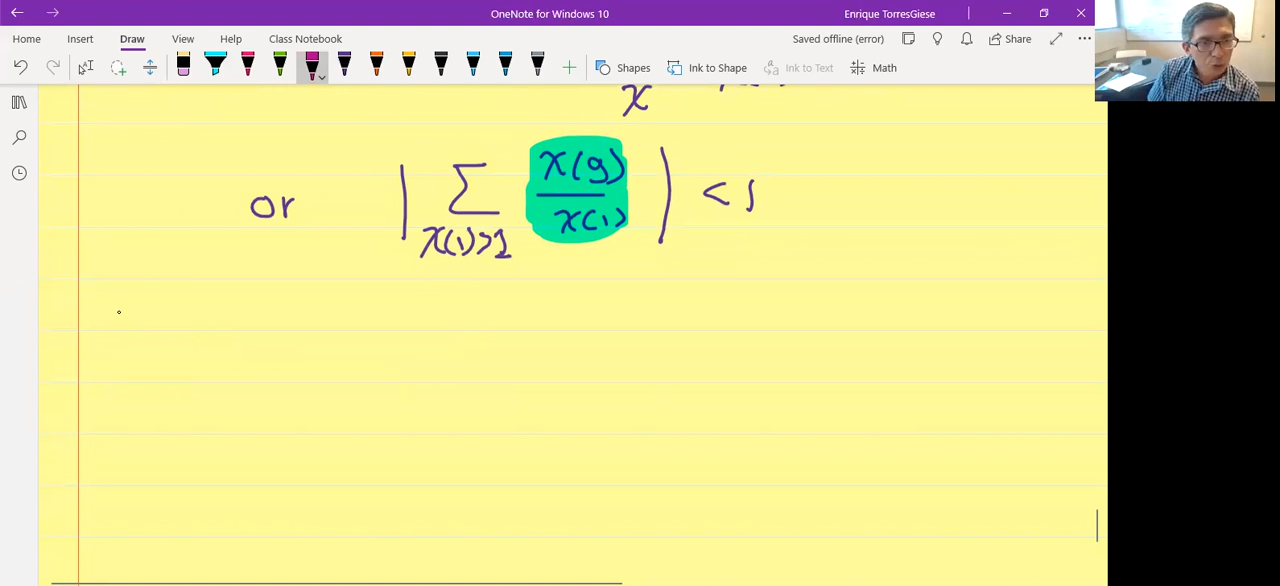 OneNote for Windows 10
Enrique TorresGiese
Home Insert Draw View Help Class Notebook
Saved offline (error) Share
Shapes Ink to Shape Ink to Text Math
χ
or | ∑ χ(g) | < 1
χ(1)
χ(1)>1